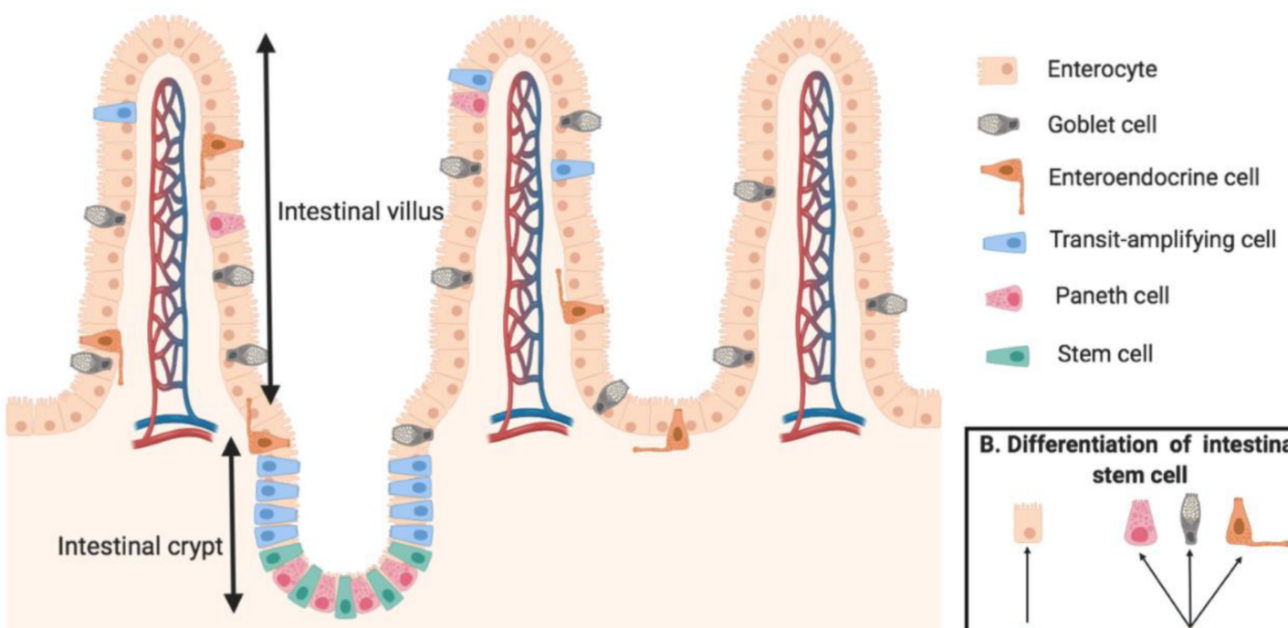 Intestinal villus
Intestinal crypt
Enterocyte
Goblet cell
Enteroendocrine cell
Transit-amplifying cell
Paneth cell
Stem cell
B. Differentiation of intestina
stem cell